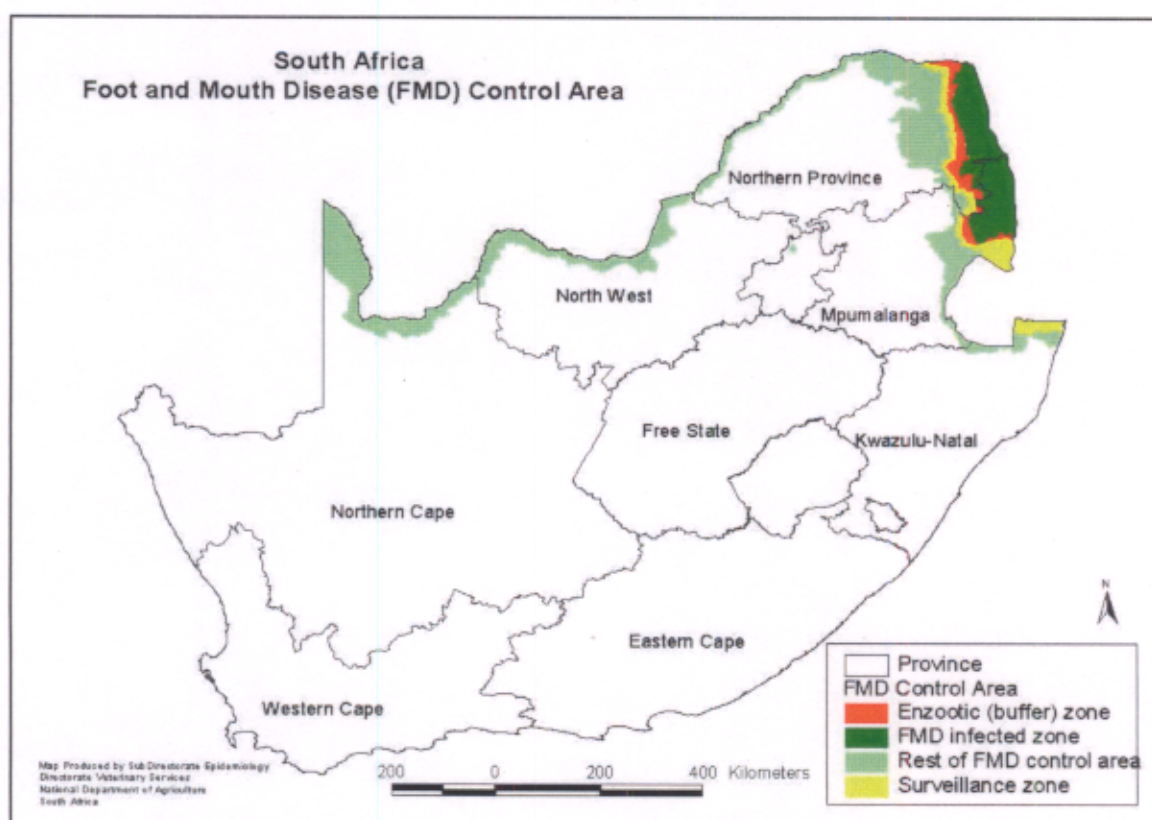 South Africa
Foot and Mouth Disease (FMD) Control Area
Northern Province
North West
Mpumalanga
Free State
Kwazulu-Natal
Northern Cape
Eastern Cape
Western Cape
N
Province
FMD Control Area
Enzootic (buffer) zone
FMD infected zone
Rest of FMD control area
Surveillance zone
Map Produced by Sub Directorate Epidemiology
Directorate Veterinary Services
National Department of Agriculture
South Africa
200 0 200 400 Kilometers